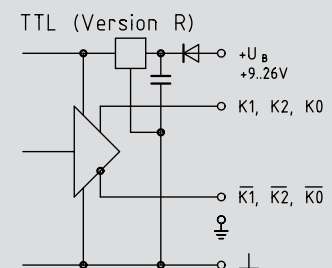 TTL (Version R)
+U B
+9..26V
K1, K2, K0
K̅1̅, K̅2̅, K̅0̅